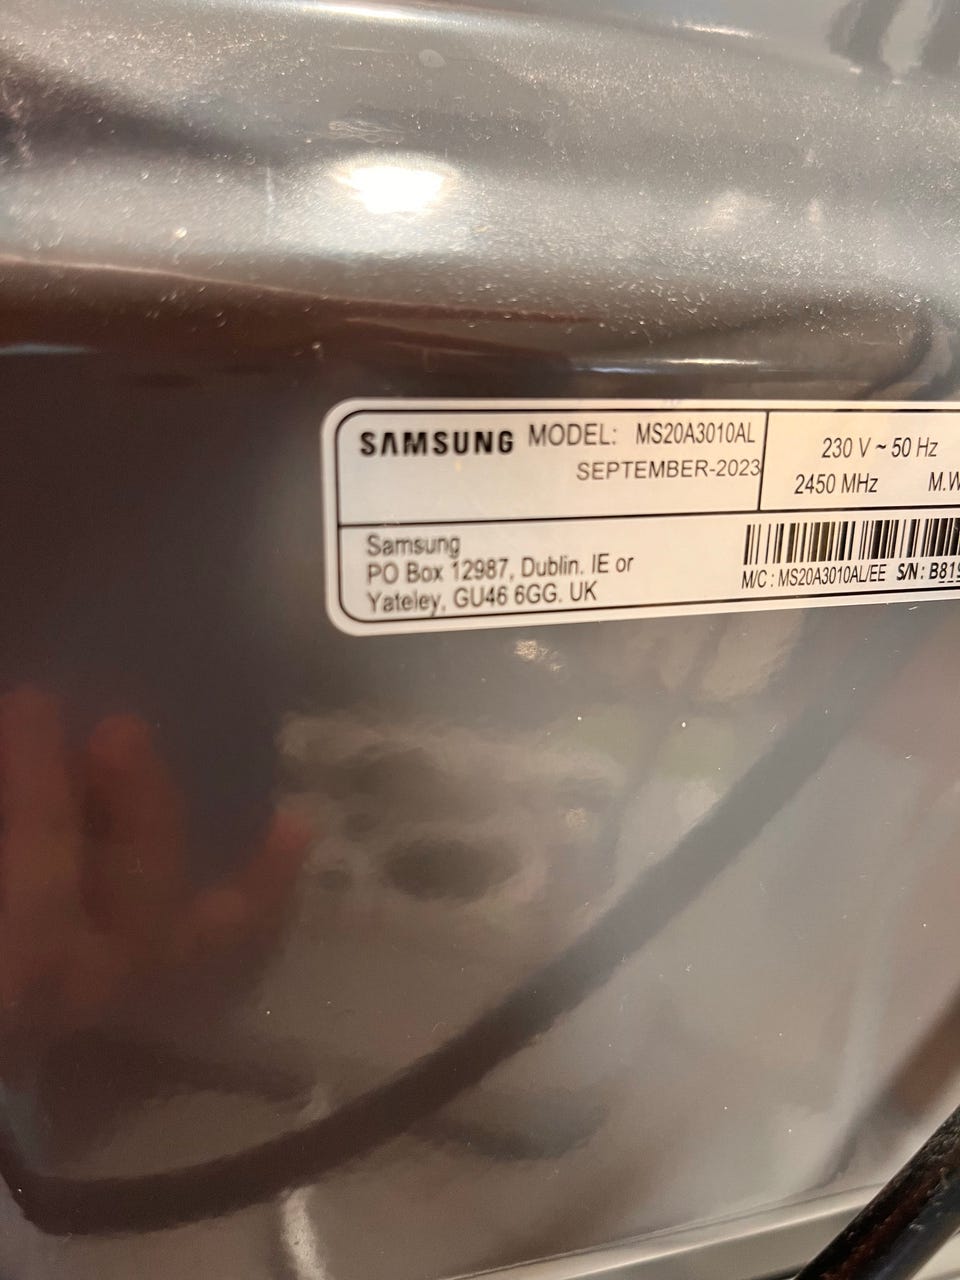 SAMSUNG MODEL: MS20A3010AL
SEPTEMBER-2023
230 V ~ 50 Hz
2450 MHz M.W
Samsung
PO Box 12987, Dublin. IE or
Yateley, GU46 6GG. UK
M/C : MS20A3010AL/EE S/N : B819